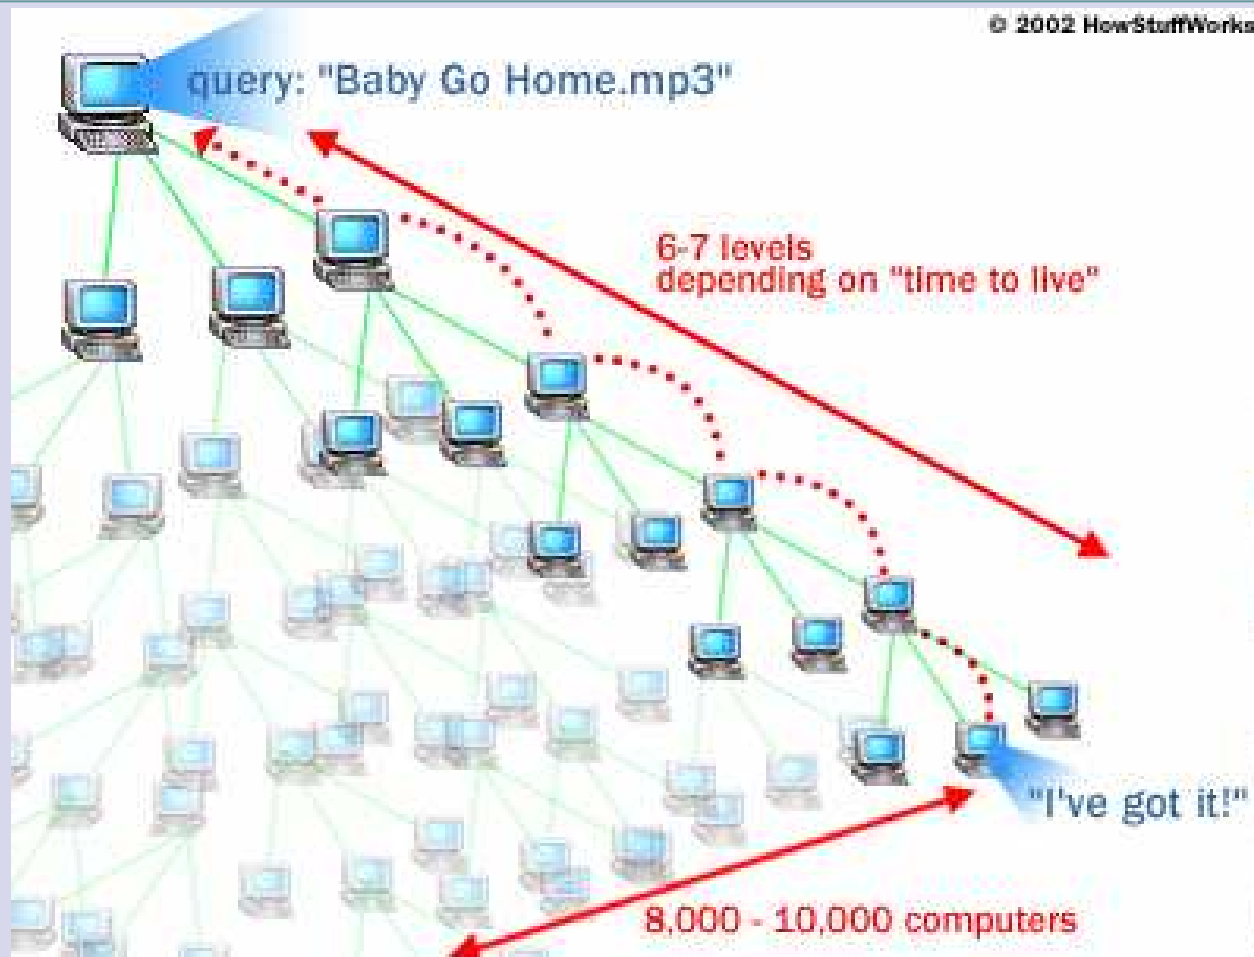 © 2002 HowStuffWorks
query: "Baby Go Home.mp3"
6-7 levels
depending on "time to live"
"I've got it!"
8,000 - 10,000 computers